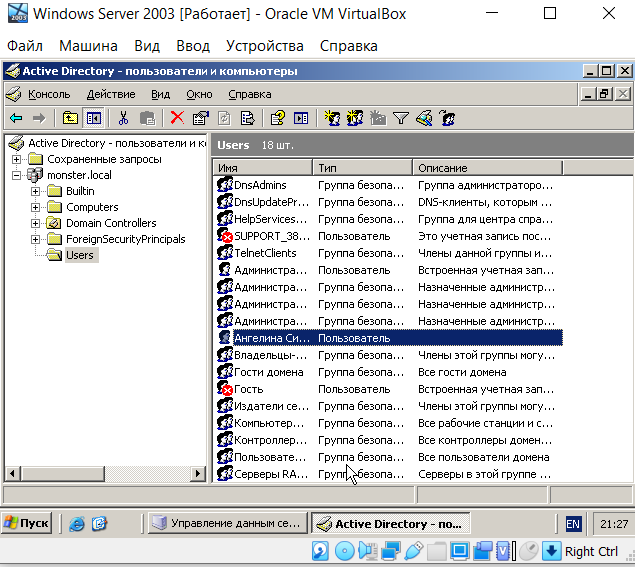 Windows Server 2003 [Работает] - Oracle VM VirtualBox
Файл Машина Вид Ввод Устройства Справка
Active Directory - пользователи и компьютеры
Консоль Действие Вид Окно Справка
Active Directory - пользователи и ко
Сохраненные запросы
monster.local
Builtin
Computers
Domain Controllers
ForeignSecurityPrincipals
Users
Users 18 шт.
Имя Тип Описание
DnsAdmins Группа безопа... Группа администраторо...
DnsUpdatePr... Группа безопа... DNS-клиенты, которым ...
HelpServices... Группа безопа... Группа для центра спра...
SUPPORT_38... Пользователь Это учетная запись пос...
TelnetClients Группа безопа... Члены данной группы и...
Администра... Пользователь Встроенная учетная зап...
Администра... Группа безопа... Назначенные администр...
Администра... Группа безопа... Назначенные администр...
Администра... Группа безопа... Назначенные администр...
Ангелина Си... Пользователь
Владельцы-... Группа безопа... Члены этой группы могу...
Гости домена Группа безопа... Все гости домена
Гость Пользователь Встроенная учетная зап...
Издатели се... Группа безопа... Члены этой группы могу...
Компьютер... Группа безопа... Все рабочие станции и с...
Контроллер... Группа безопа... Все контроллеры домен...
Пользовате... Группа безопа... Все пользователи домена
Серверы RA... Группа безопа... Серверы в этой группе ...
Пуск Управление данным се... Active Directory - по... EN 21:27
Right Ctrl